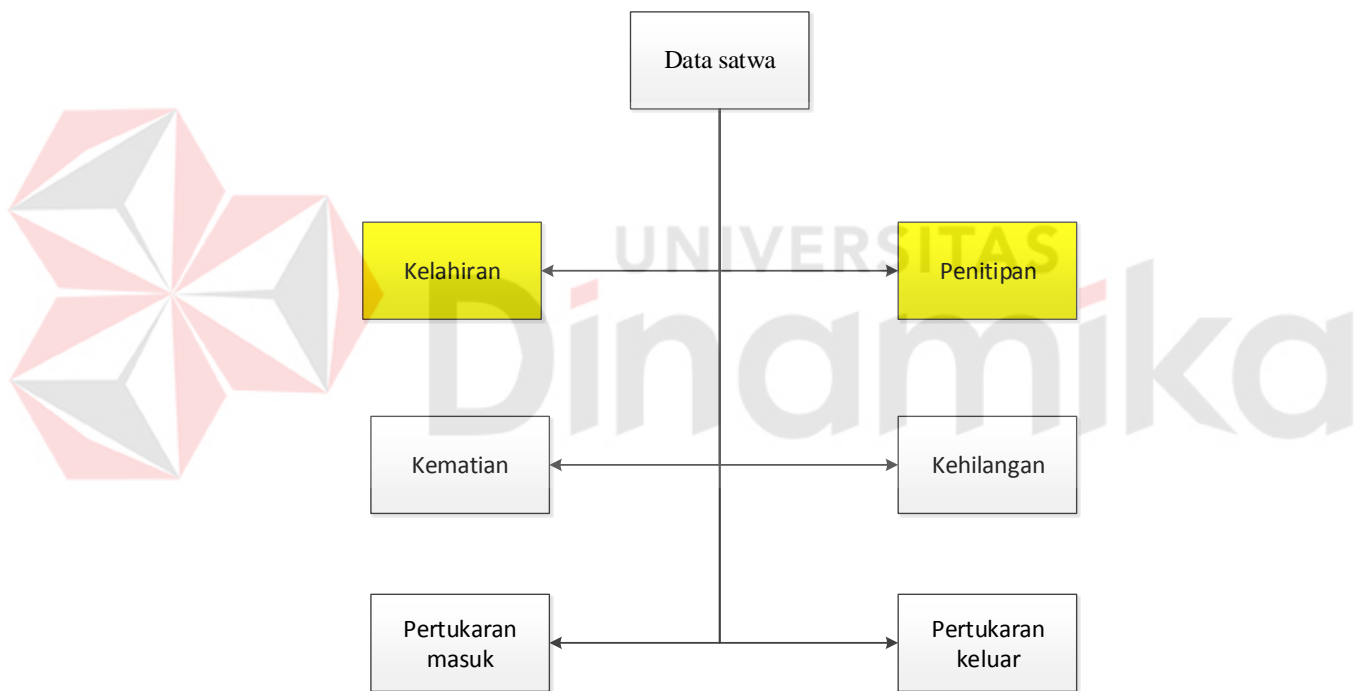 Data satwa
UNIVERSITAS
Dinamika
Kelahiran
Penitipan
Kematian
Kehilangan
Pertukaran
masuk
Pertukaran
keluar